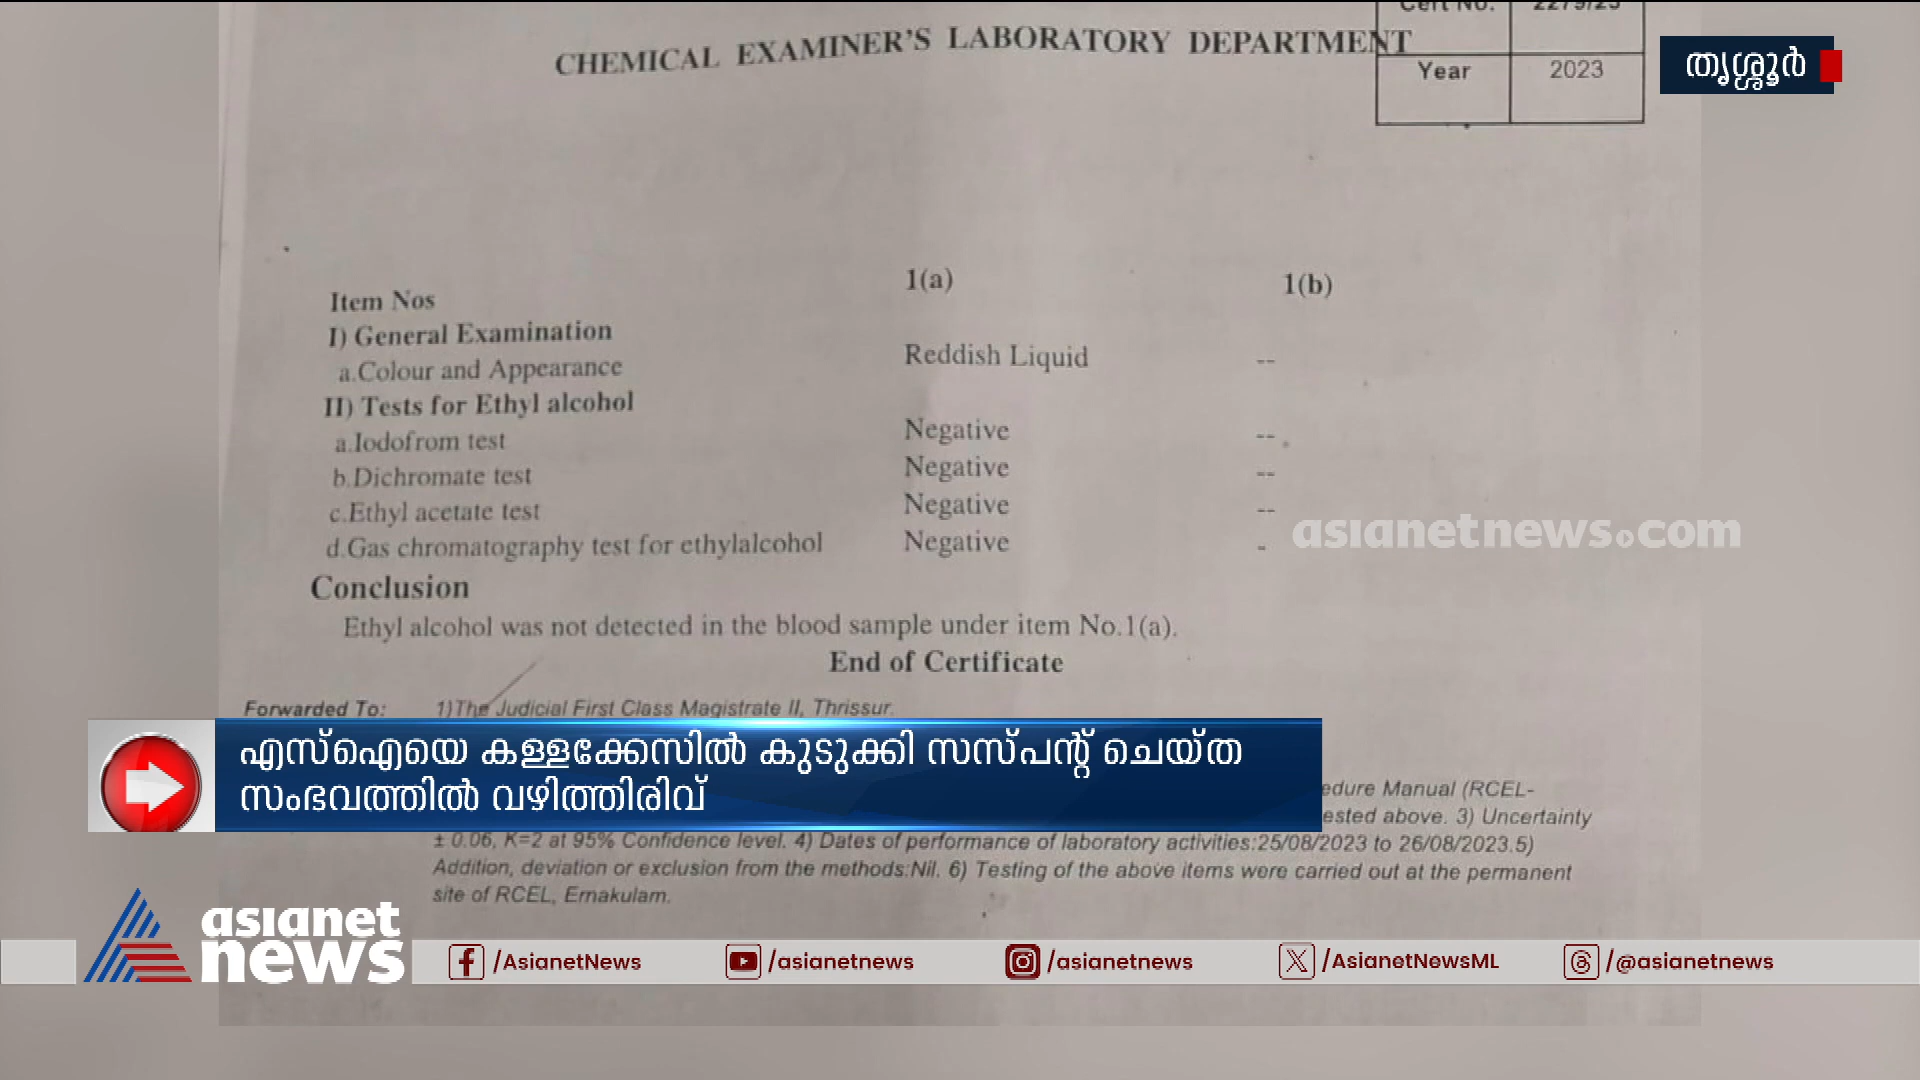 Cert No. 2279/23
CHEMICAL EXAMINER'S LABORATORY DEPARTMENT
Year 2023
തൃശ്ശൂർ
Item Nos 1(a) 1(b)
I) General Examination
a.Colour and Appearance Reddish Liquid --
II) Tests for Ethyl alcohol
a.Iodofrom test Negative --
b.Dichromate test Negative --
c.Ethyl acetate test Negative --
d.Gas chromatography test for ethylalcohol Negative -
asianetnews.com
Conclusion
Ethyl alcohol was not detected in the blood sample under item No.1(a).
End of Certificate
Forwarded To: 1)The Judicial First Class Magistrate II, Thrissur.
എസ്ഐയെ കള്ളക്കേസിൽ കുടുക്കി സസ്പന്റ് ചെയ്ത
സംഭവത്തിൽ വഴിത്തിരിവ്
edure Manual (RCEL-
ested above. 3) Uncertainty
± 0.06, K=2 at 95% Confidence level. 4) Dates of performance of laboratory activities:25/08/2023 to 26/08/2023.5)
Addition, deviation or exclusion from the methods:Nil. 6) Testing of the above items were carried out at the permanent
site of RCEL, Ernakulam.
asianet
news
/AsianetNews /asianetnews /asianetnews /AsianetNewsML /@asianetnews